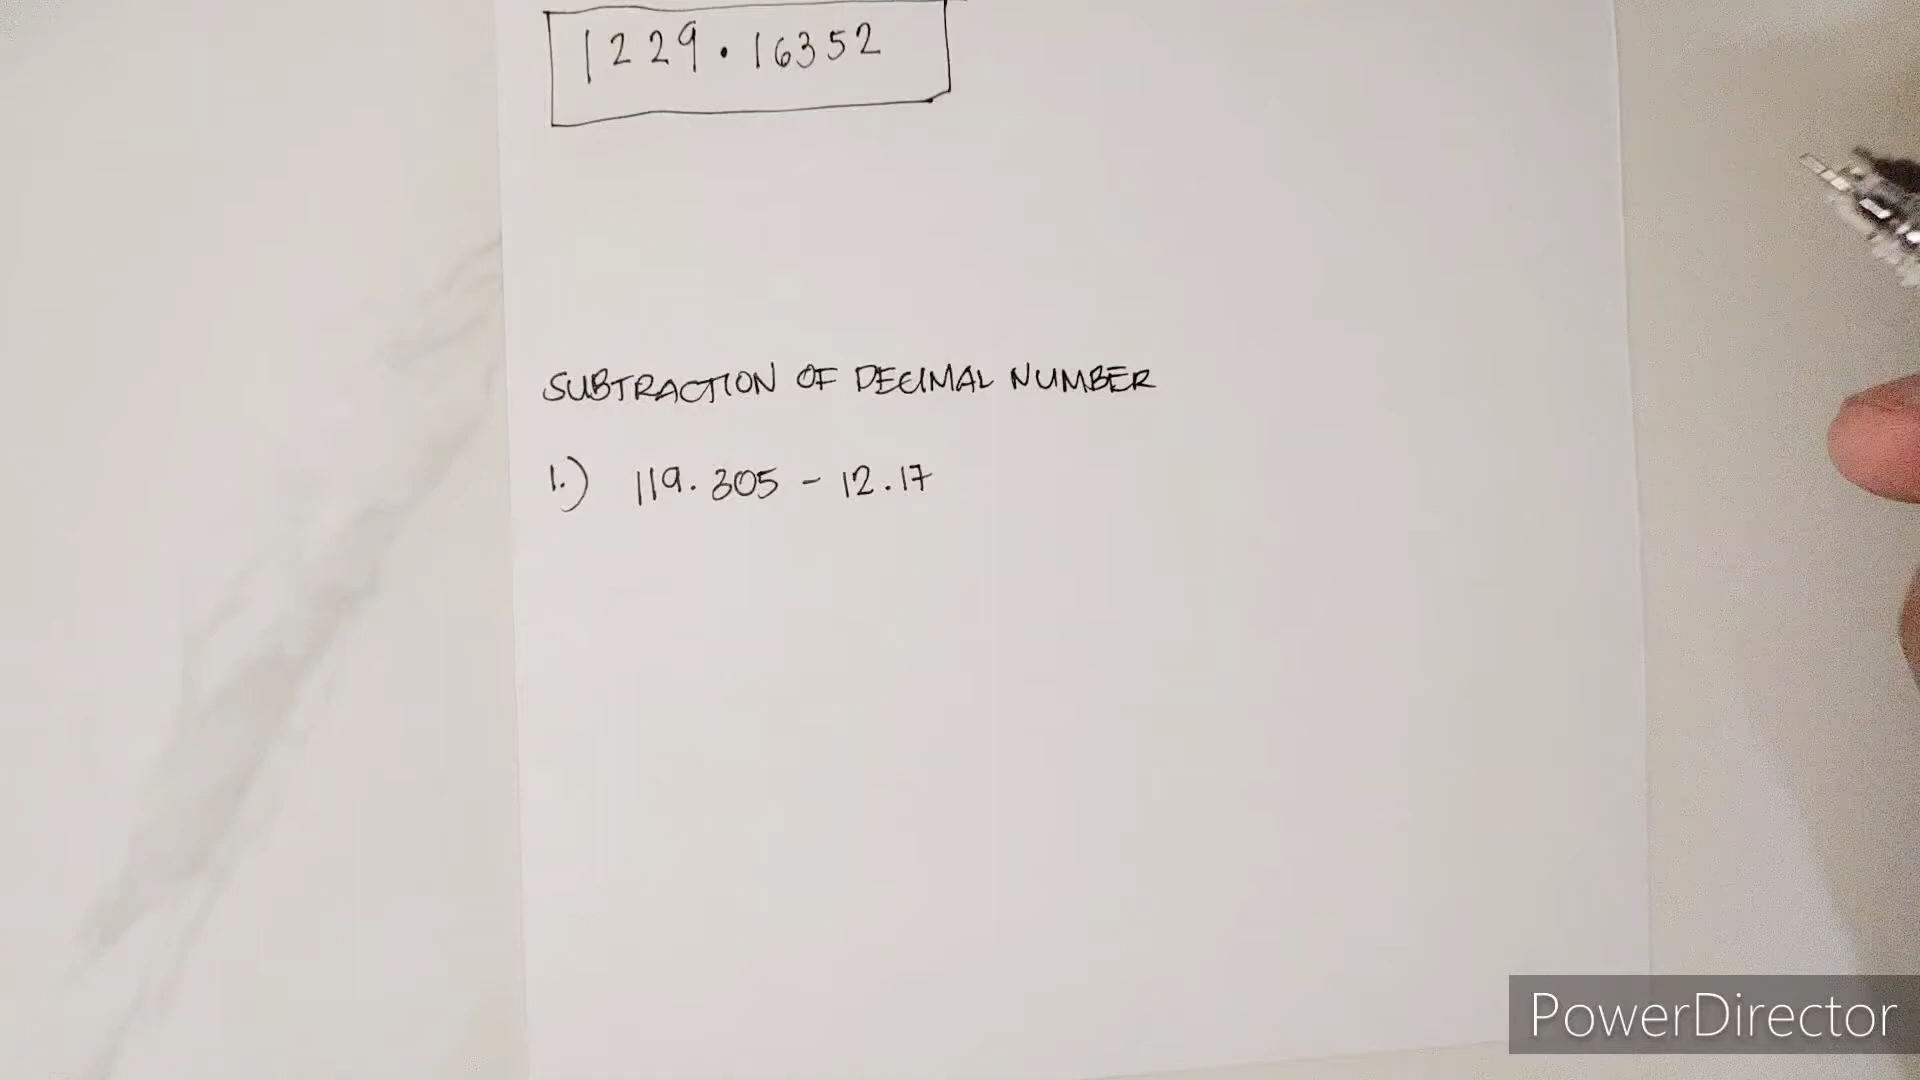 1229.16352
SUBTRACTION OF DECIMAL NUMBER
1.) 119.305 - 12.17
PowerDirector